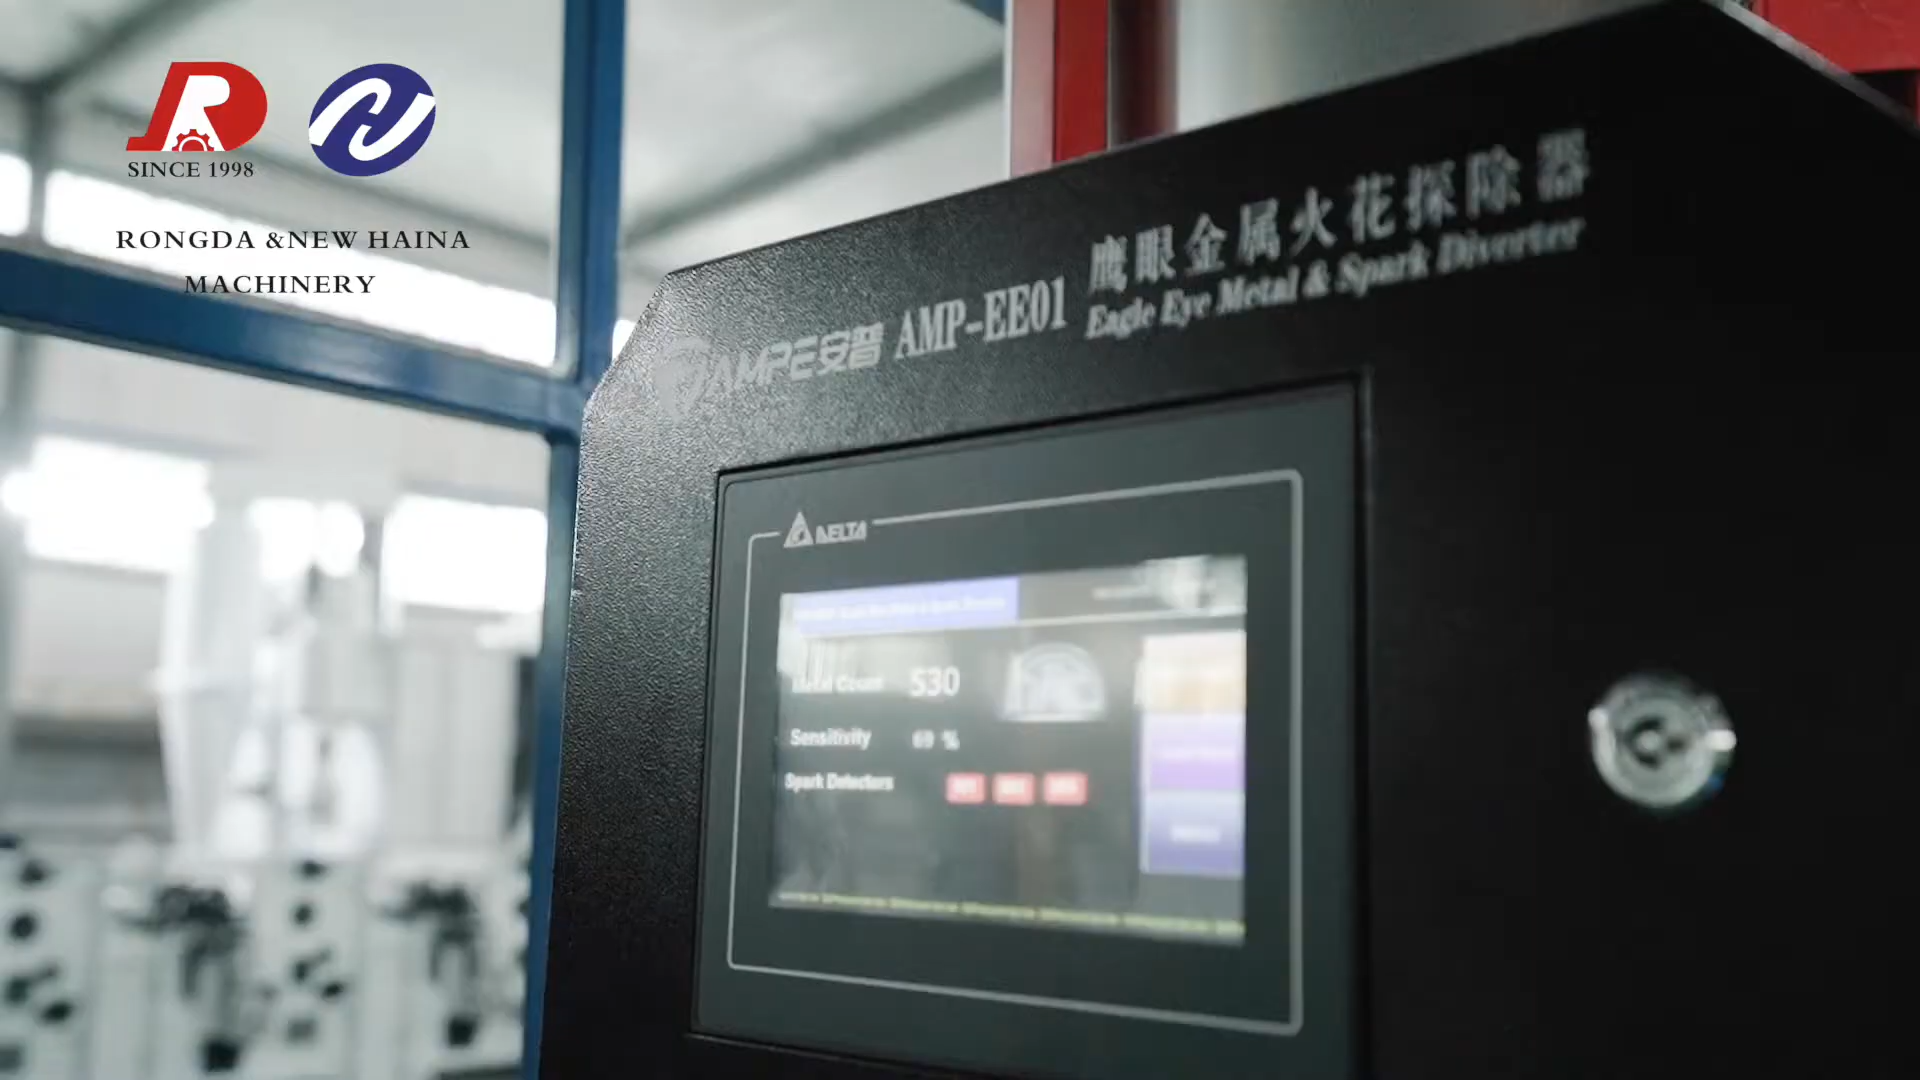 SINCE 1998
RONGDA &NEW HAINA
MACHINERY
AMPE安普 AMP-EE01 鹰眼金属火花探除器
Eagle Eye Metal & Spark Diverter
DELTA
Metal Count 530
Sensitivity 69 %
Spark Detectors